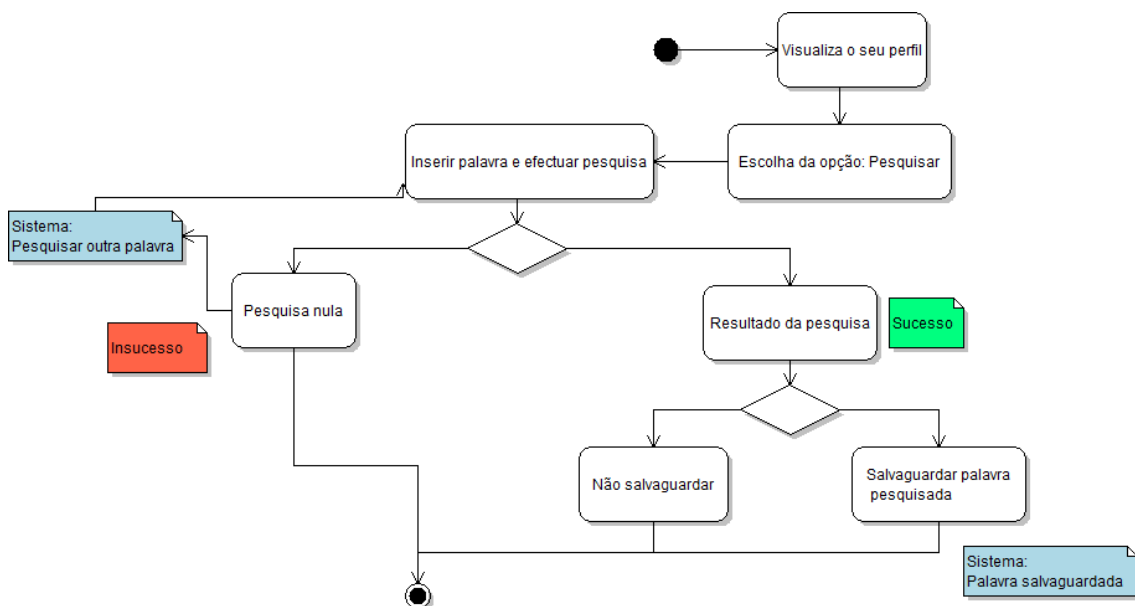 Visualiza o seu perfil
Inserir palavra e efectuar pesquisa
Escolha da opção: Pesquisar
Sistema:
Pesquisar outra palavra
Pesquisa nula
Resultado da pesquisa
Sucesso
Insucesso
Não salvaguardar
Salvaguardar palavra
pesquisada
Sistema:
Palavra salvaguardada